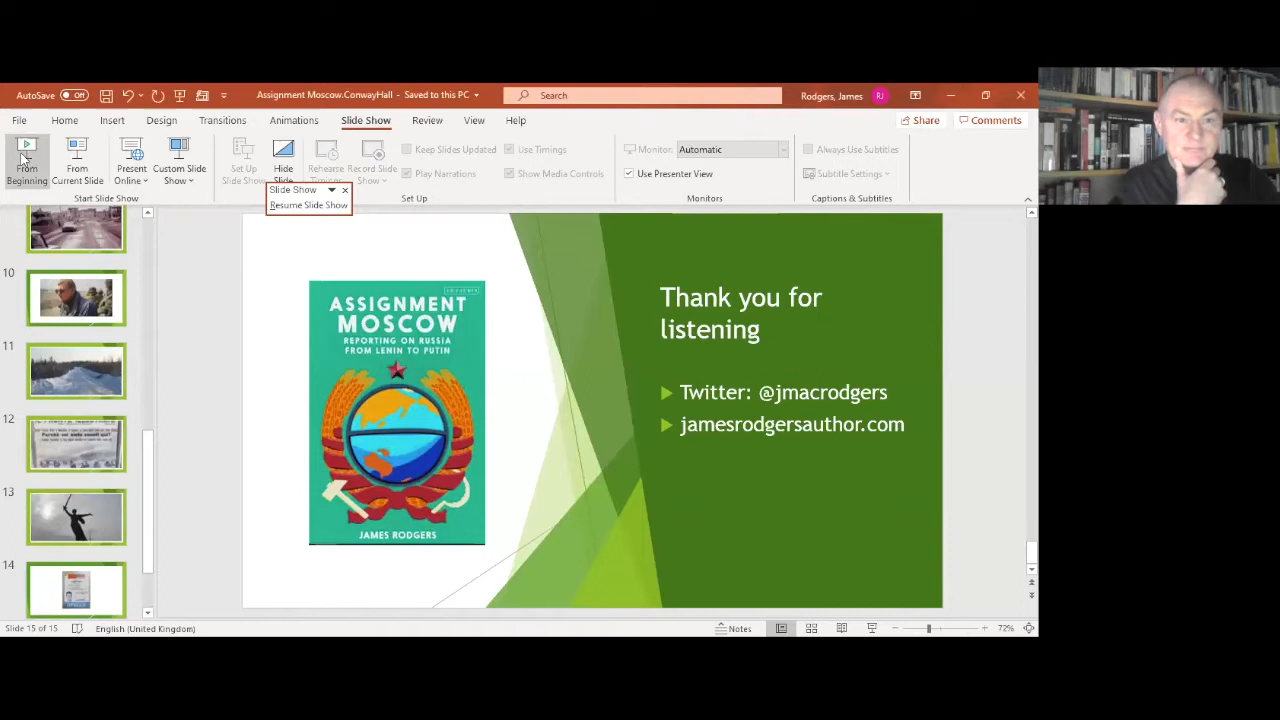 AutoSave Off
Assignment Moscow.ConwayHall - Saved to this PC
Search
Rodgers, James RJ
File Home Insert Design Transitions Animations Slide Show Review View Help
Share Comments
From Beginning
From Current Slide
Present Online
Custom Slide Show
Start Slide Show
Set Up Slide Show
Hide Slide
Rehearse Timings
Record Slide Show
Keep Slides Updated
Play Narrations
Use Timings
Show Media Controls
Set Up
Monitor: Automatic
Use Presenter View
Monitors
Always Use Subtitles
Subtitle Settings
Captions & Subtitles
Slide Show
Resume Slide Show
10
11
12
13
14
ASSIGNMENT
MOSCOW
REPORTING ON RUSSIA
FROM LENIN TO PUTIN
JAMES RODGERS
Thank you for
listening
Twitter: @jmacrodgers
jamesrodgersauthor.com
Slide 15 of 15 English (United Kingdom) Notes 72%